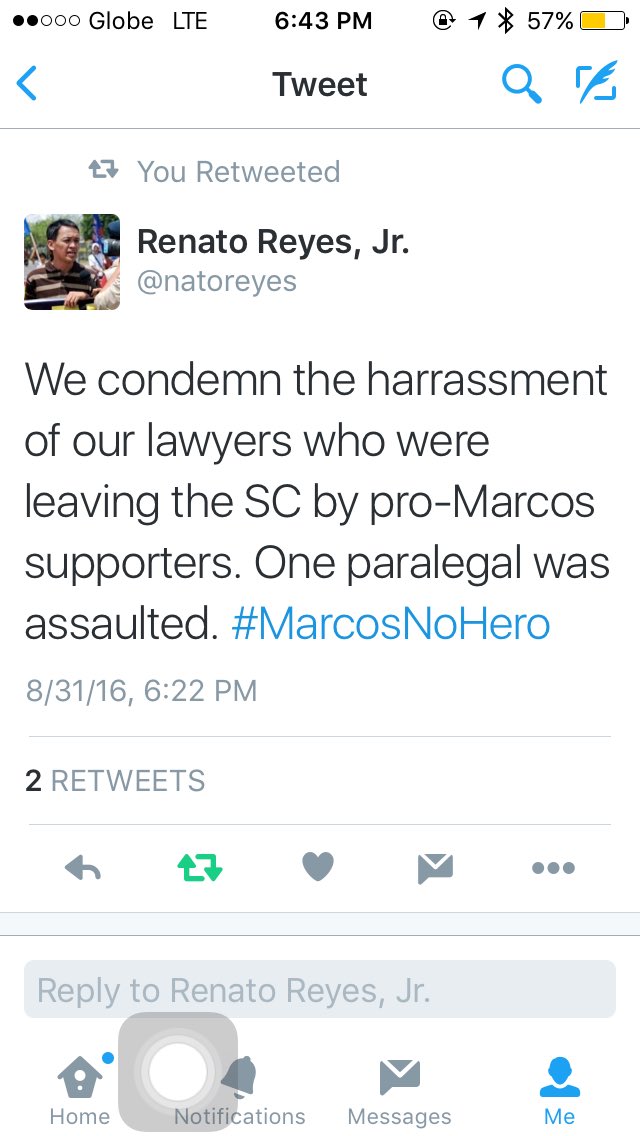 Globe LTE 6:43 PM 57%
Tweet
You Retweeted
Renato Reyes, Jr.
@natoreyes
We condemn the harrassment
of our lawyers who were
leaving the SC by pro-Marcos
supporters. One paralegal was
assaulted. #MarcosNoHero
8/31/16, 6:22 PM
2 RETWEETS
Reply to Renato Reyes, Jr.
Home Notifications Messages Me